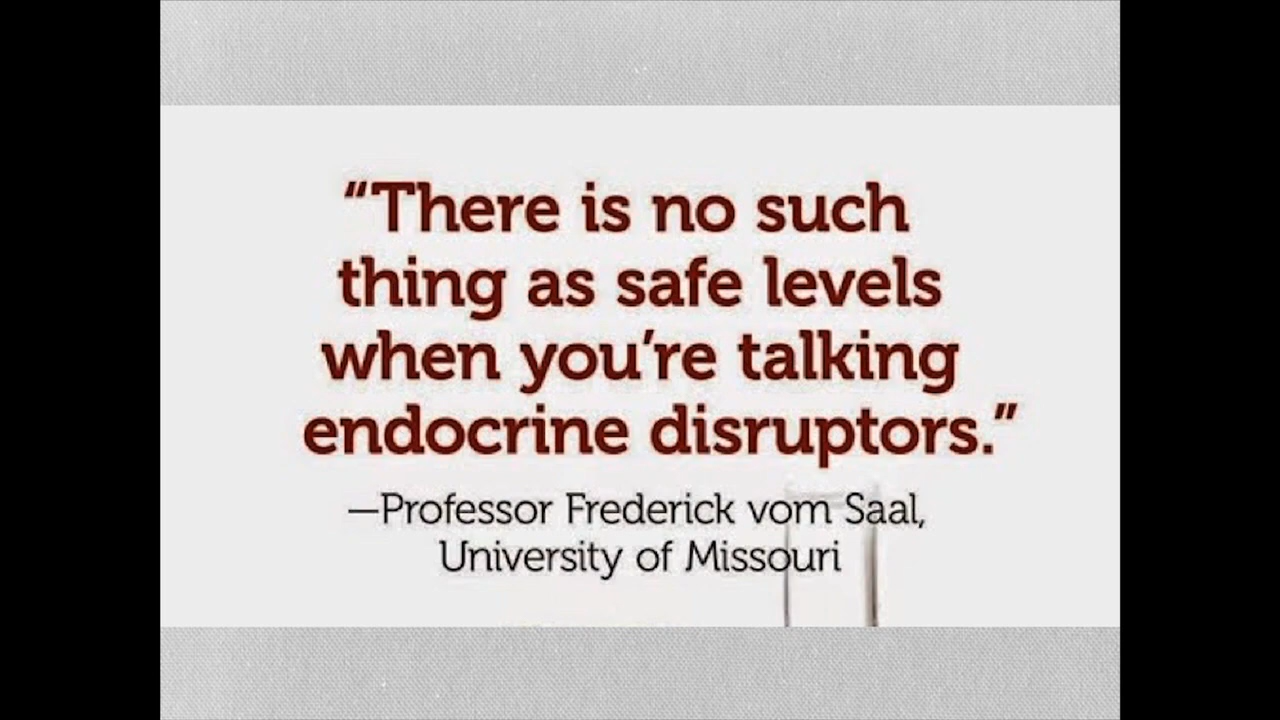 “There is no such
thing as safe levels
when you’re talking
endocrine disruptors.”
—Professor Frederick vom Saal,
University of Missouri